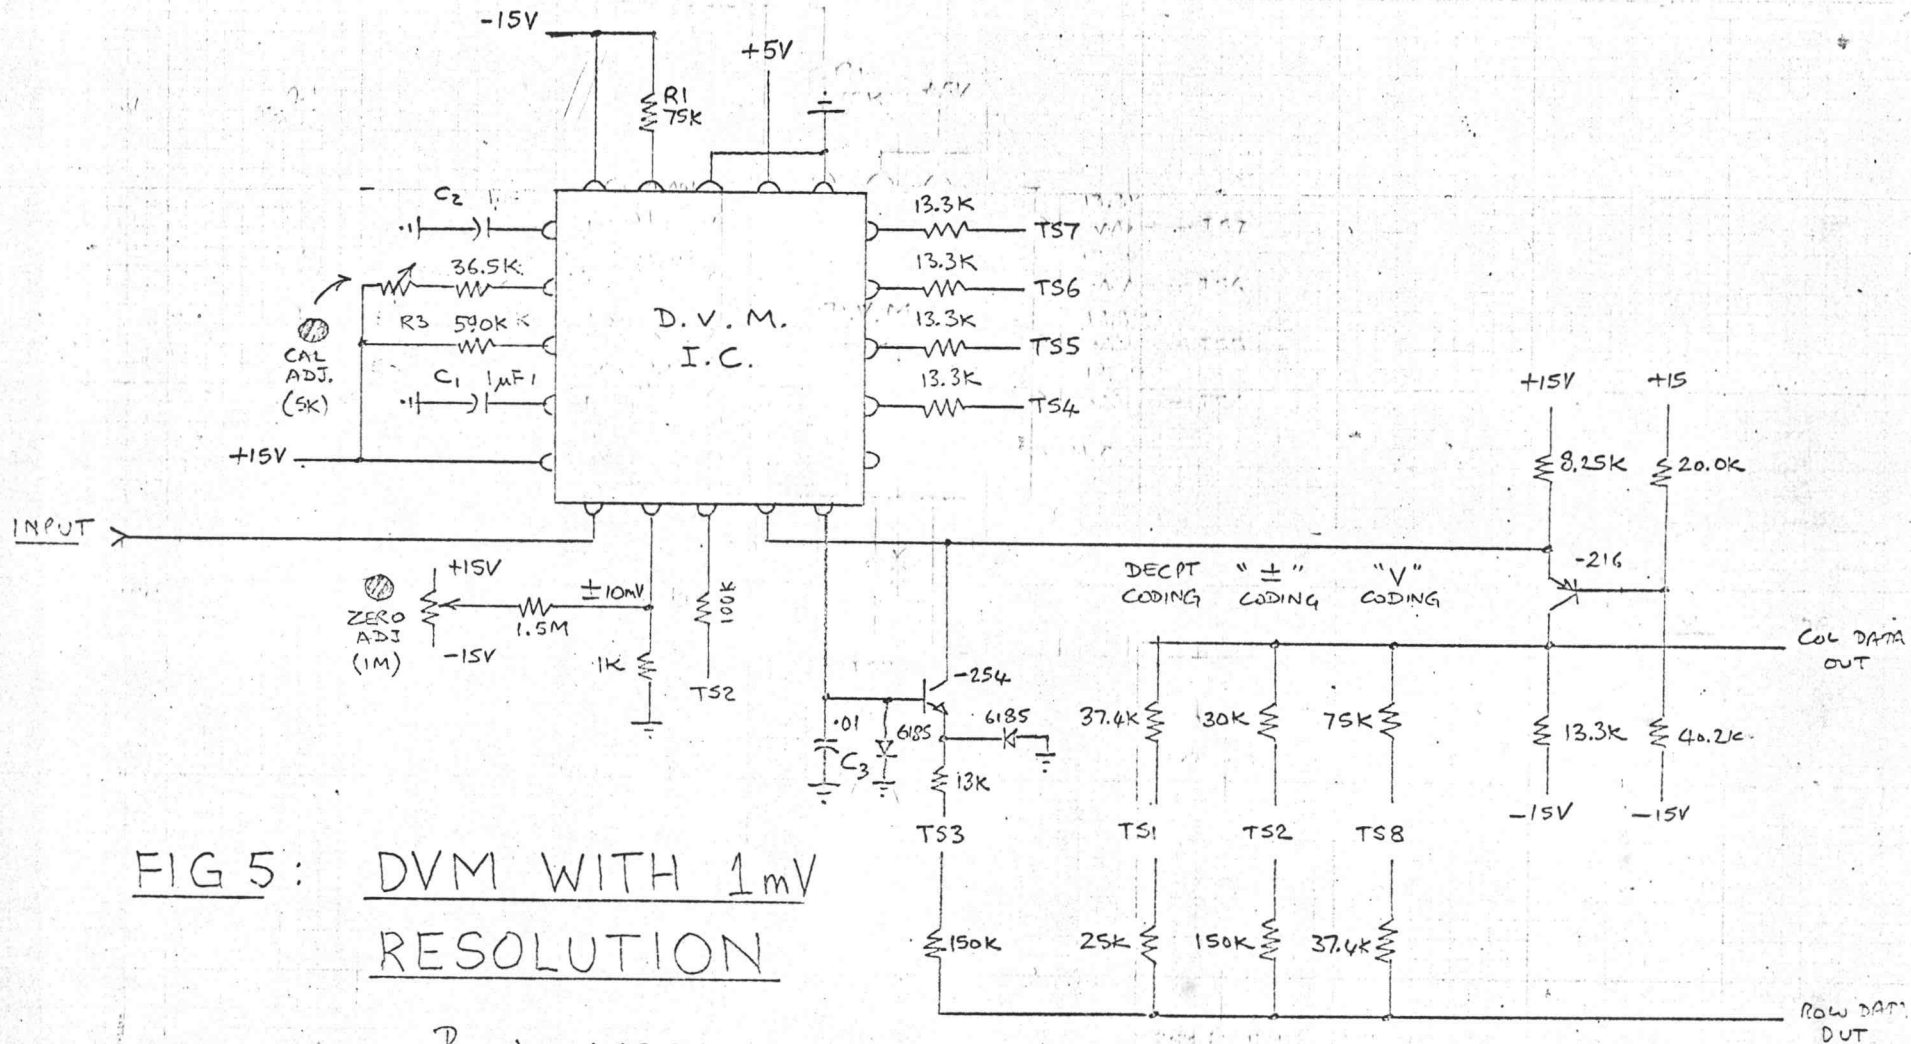 -15V
+5V
R1
75K
C2
.1
36.5K
R3 590K
CAL
ADJ.
(5K)
C1 1µF
.1
+15V
D.V.M.
I.C.
13.3K
TS7
13.3K
TS6
13.3K
TS5
13.3K
TS4
+15V
+15
8.25K
20.0K
INPUT
+15V
ZERO
ADJ
(1M)
-15V
1.5M
±10mV
1K
100K
TS2
-216
DECPT
CODING
"±"
CODING
"V"
CODING
COL DATA
OUT
-254
.01
C3
6185
6185
13K
TS3
37.4K
30K
75K
13.3K
40.2K
-15V
-15V
TS1
TS2
TS8
150K
25K
150K
37.4K
ROW DAT
OUT
FIG 5: DVM WITH 1mV
RESOLUTION